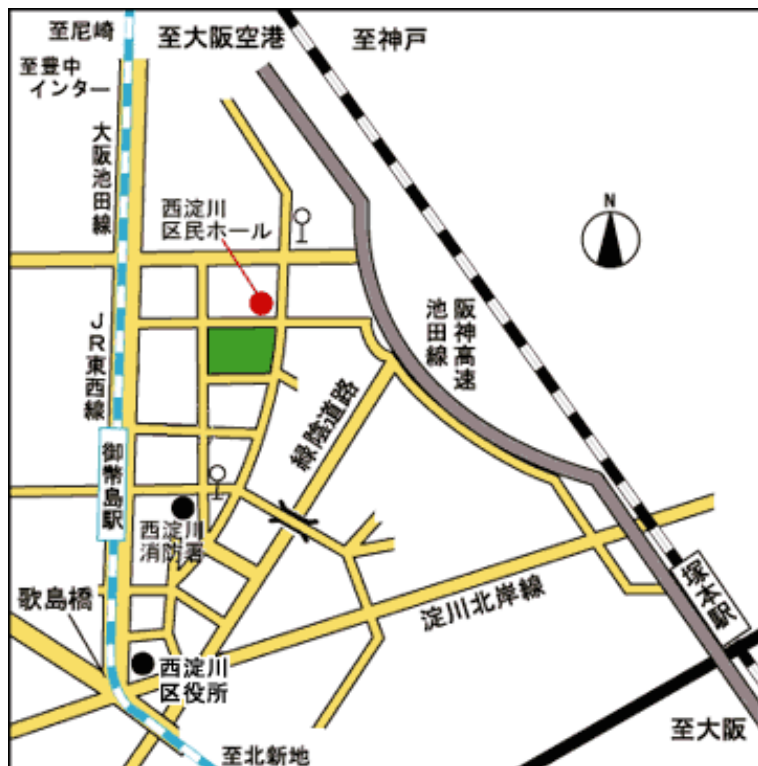 至尼崎
至大阪空港
至神戸
至豊中
インター
大阪池田線
西淀川
区民ホール
N
阪神高速
池田線
JR東西線
緑陰道路
御幣島駅
西淀川
消防署
歌島橋
淀川北岸線
塚本駅
西淀川
区役所
至大阪
至北新地